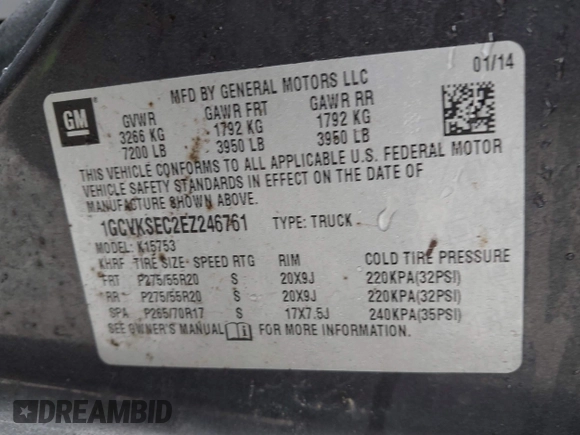 MFD BY GENERAL MOTORS LLC 01/14
GM GVWR GAWR FRT GAWR RR
3266 KG 1792 KG 1792 KG
7200 LB 3950 LB 3950 LB
THIS VEHICLE CONFORMS TO ALL APPLICABLE U.S. FEDERAL MOTOR
VEHICLE SAFETY STANDARDS IN EFFECT ON THE DATE OF
MANUFACTURE SHOWN ABOVE.
1GCVKSEC2EZ246761 TYPE: TRUCK
MODEL: K15753
KHRF TIRE SIZE SPEED RTG RIM COLD TIRE PRESSURE
FRT P275/55R20 S 20X9J 220KPA(32PSI)
RR P275/55R20 S 20X9J 220KPA(32PSI)
SPA P265/70R17 S 17X7.5J 240KPA(35PSI)
SEE OWNER'S MANUAL FOR MORE INFORMATION.
DREAMBID